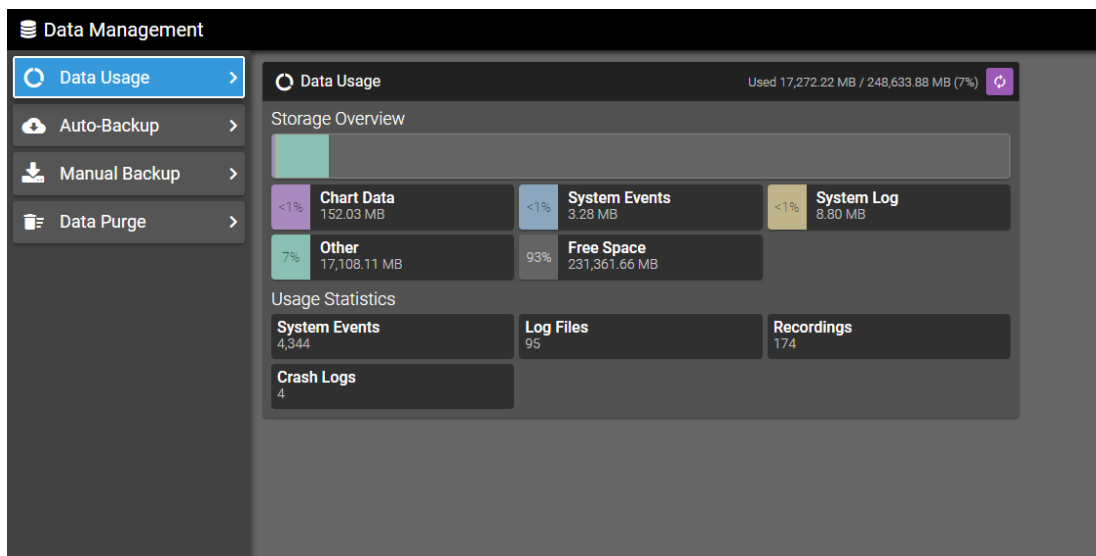 Data Management
Data Usage
Auto-Backup
Manual Backup
Data Purge
Data Usage
Used 17,272.22 MB / 248,633.88 MB (7%)
Storage Overview
<1%
Chart Data
152.03 MB
<1%
System Events
3.28 MB
<1%
System Log
8.80 MB
7%
Other
17,108.11 MB
93%
Free Space
231,361.66 MB
Usage Statistics
System Events
4,344
Log Files
95
Recordings
174
Crash Logs
4